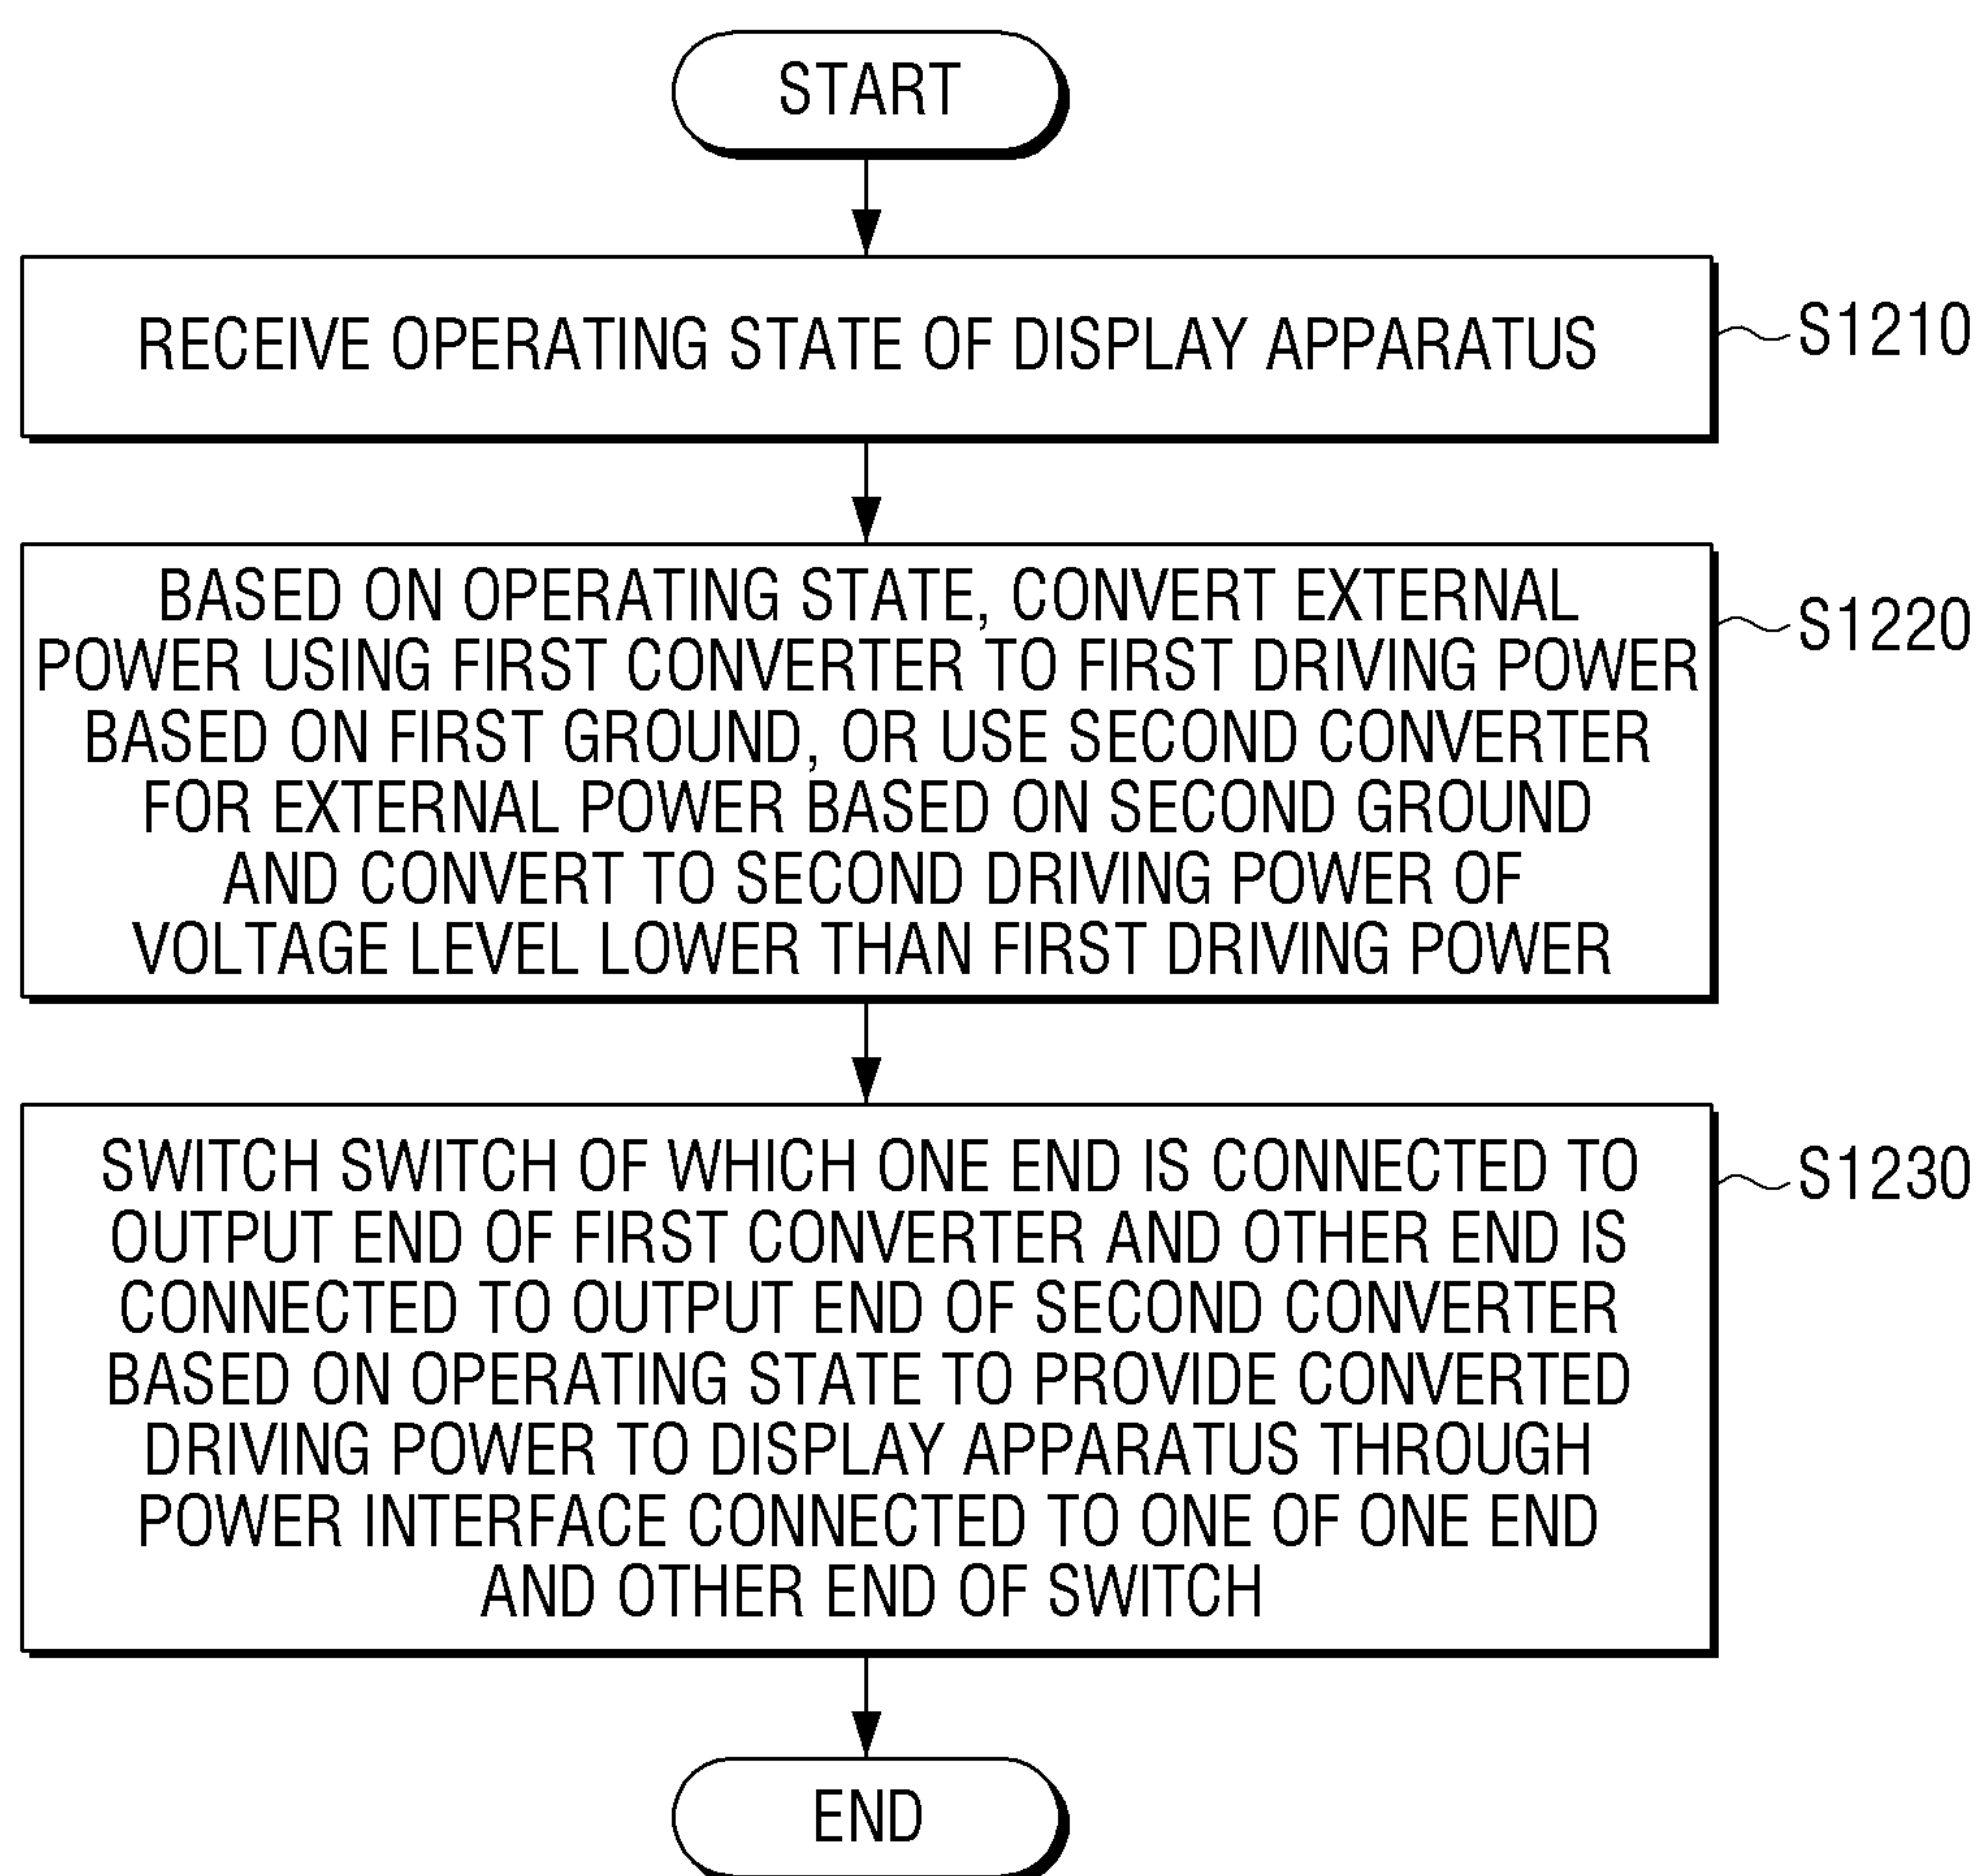 START
RECEIVE OPERATING STATE OF DISPLAY APPARATUS
S1210
BASED ON OPERATING STATE, CONVERT EXTERNAL
POWER USING FIRST CONVERTER TO FIRST DRIVING POWER
BASED ON FIRST GROUND, OR USE SECOND CONVERTER
FOR EXTERNAL POWER BASED ON SECOND GROUND
AND CONVERT TO SECOND DRIVING POWER OF
VOLTAGE LEVEL LOWER THAN FIRST DRIVING POWER
S1220
SWITCH SWITCH OF WHICH ONE END IS CONNECTED TO
OUTPUT END OF FIRST CONVERTER AND OTHER END IS
CONNECTED TO OUTPUT END OF SECOND CONVERTER
BASED ON OPERATING STATE TO PROVIDE CONVERTED
DRIVING POWER TO DISPLAY APPARATUS THROUGH
POWER INTERFACE CONNECTED TO ONE OF ONE END
AND OTHER END OF SWITCH
S1230
END